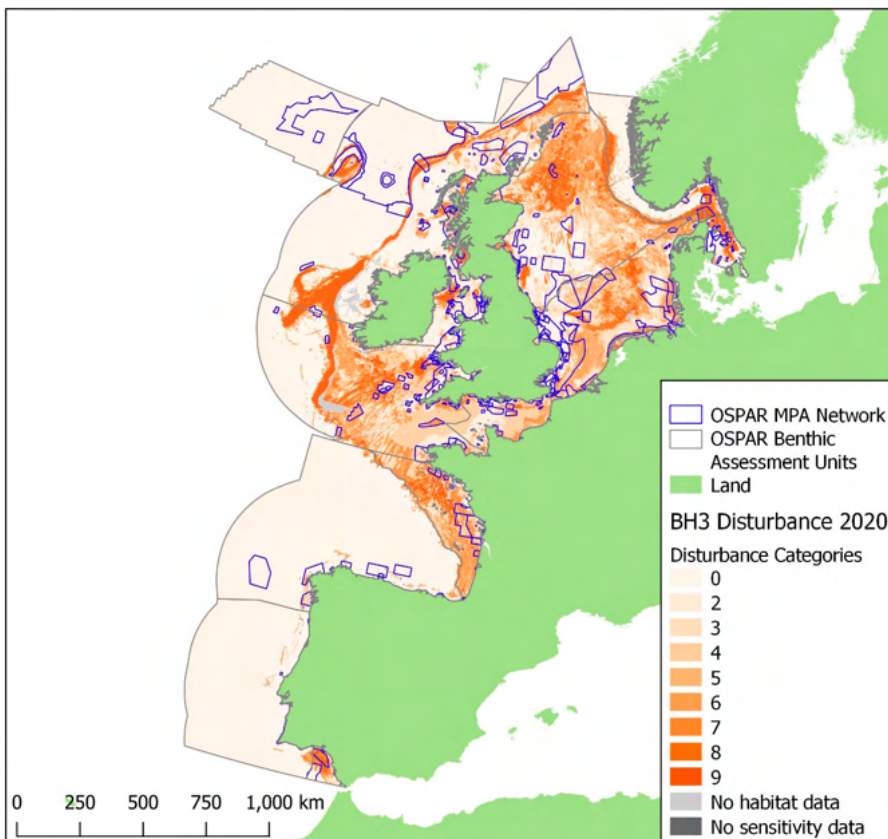 OSPAR MPA Network
OSPAR Benthic
Assessment Units
Land
BH3 Disturbance 2020
Disturbance Categories
0
2
3
4
5
6
7
8
9
No habitat data
No sensitivity data
0 250 500 750 1,000 km